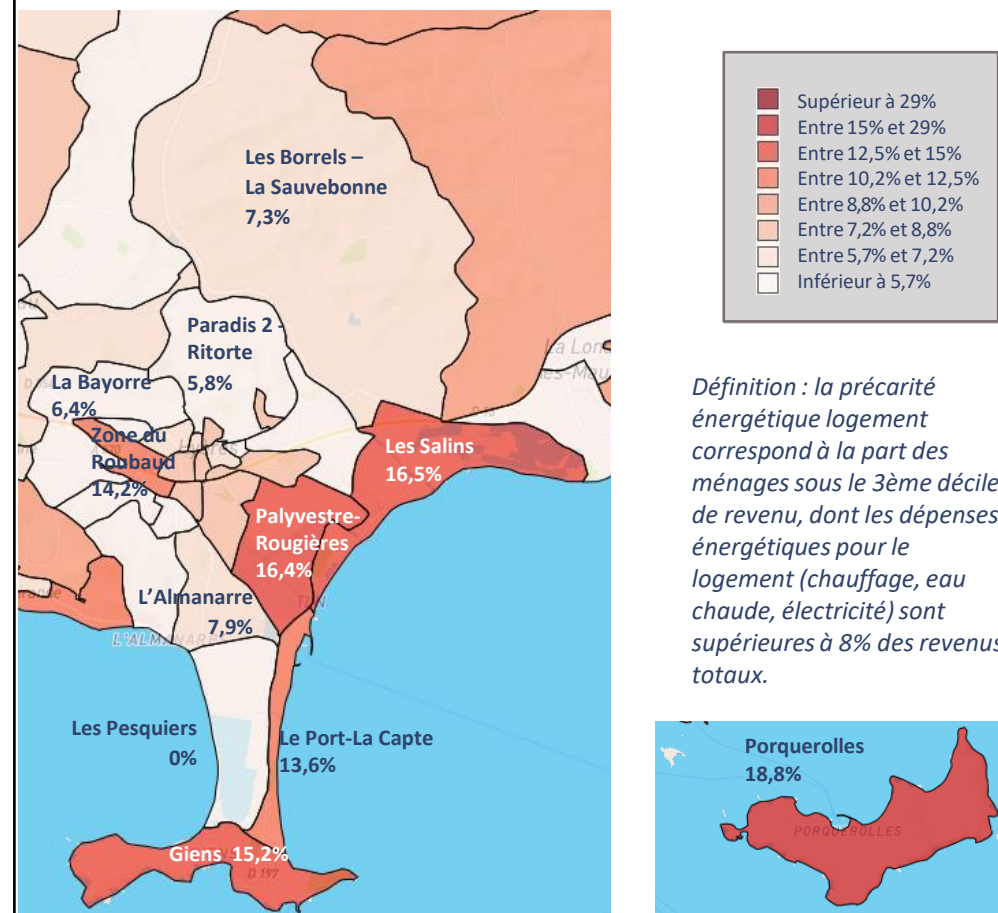 Les Borrels –
La Sauvebonne
7,3%
Paradis 2 -
Ritorte
5,8%
La Bayorre
6,4%
Zone du
Roubaud
14,2%
Les Salins
16,5%
Palyvestre-
Rougières
16,4%
L'Almanarre
7,9%
L'ALMANARRE
Les Pesquiers
0%
Le Port-La Capte
13,6%
Giens 15,2%
D 197
Supérieur à 29%
Entre 15% et 29%
Entre 12,5% et 15%
Entre 10,2% et 12,5%
Entre 8,8% et 10,2%
Entre 7,2% et 8,8%
Entre 5,7% et 7,2%
Inférieur à 5,7%
Définition : la précarité
énergétique logement
correspond à la part des
ménages sous le 3ème décile
de revenu, dont les dépenses
énergétiques pour le
logement (chauffage, eau
chaude, électricité) sont
supérieures à 8% des revenus
totaux.
Porquerolles
18,8%
PORQUEROLLES